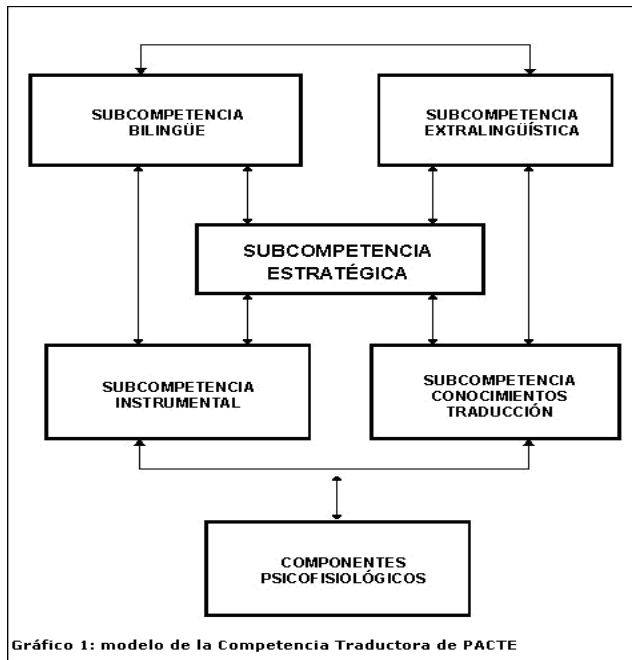 SUBCOMPETENCIA
BILINGÜE
SUBCOMPETENCIA
EXTRALINGÜÍSTICA
SUBCOMPETENCIA
ESTRATÉGICA
SUBCOMPETENCIA
INSTRUMENTAL
SUBCOMPETENCIA
CONOCIMIENTOS
TRADUCCIÓN
COMPONENTES
PSICOFISIOLÓGICOS
Gráfico 1: modelo de la Competencia Traductora de PACTE